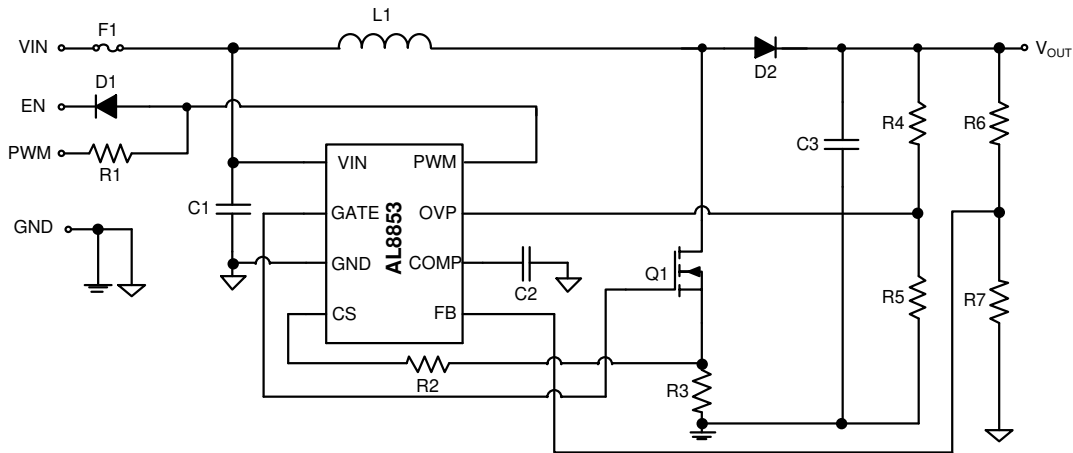 F1
L1
VIN
V_OUT
D2
D1
EN
R4
R6
C3
PWM
R1
VIN
PWM
C1
GATE
OVP
GND
AL8853
GND
COMP
C2
Q1
CS
FB
R5
R7
R2
R3